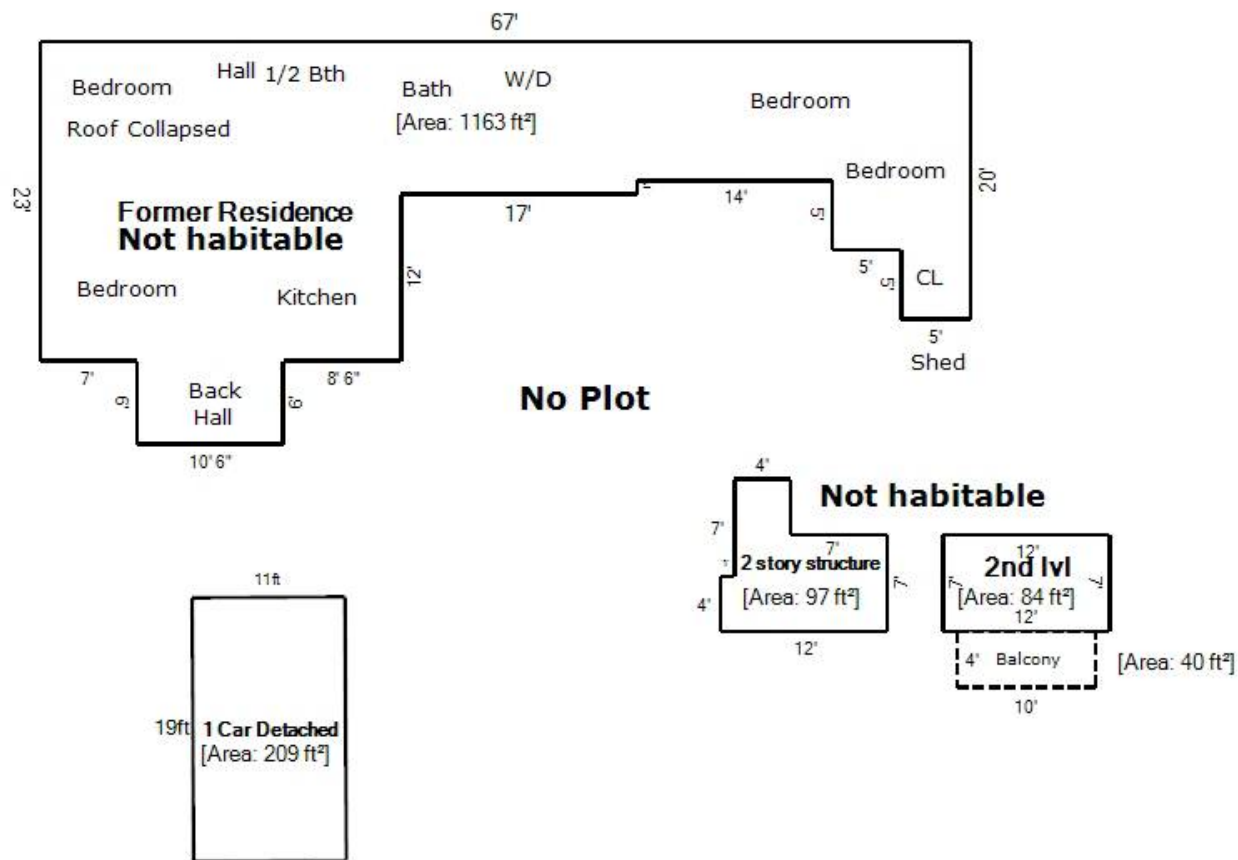 67'
Hall 1/2 Bth
Bedroom
Bath
W/D
Bedroom
Roof Collapsed
[Area: 1163 ft²]
Bedroom
20'
23'
14'
Former Residence
17'
5'
Not habitable
12'
5'
5'
CL
Bedroom
Kitchen
5'
Shed
7'
8' 6"
6'
Back
Hall
6'
No Plot
10' 6"
4'
Not habitable
7'
7'
12'
2 story structure
2nd lvl
7'
7'
7'
[Area: 97 ft²]
[Area: 84 ft²]
4'
12'
12'
4'
Balcony
[Area: 40 ft²]
10'
11ft
19ft
1 Car Detached
[Area: 209 ft²]